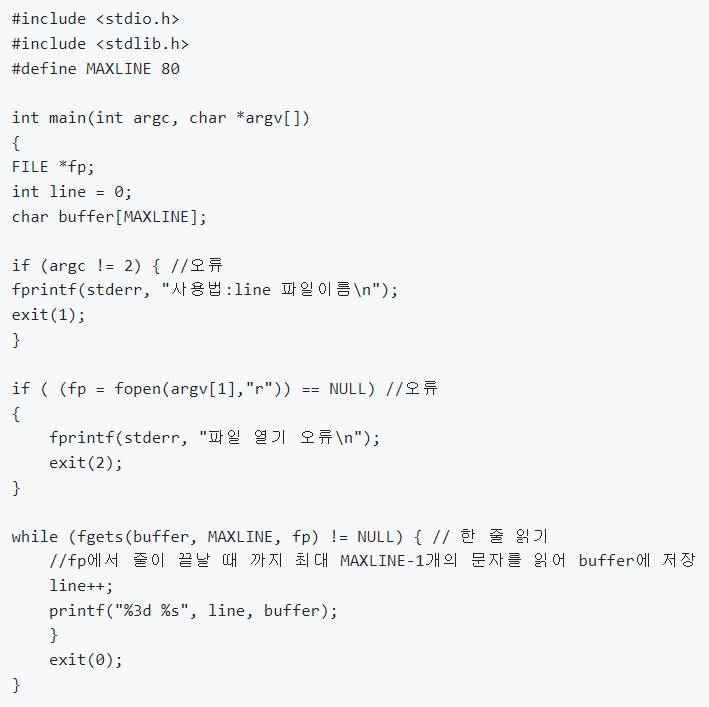 #include <stdio.h>
#include <stdlib.h>
#define MAXLINE 80

int main(int argc, char *argv[])
{
FILE *fp;
int line = 0;
char buffer[MAXLINE];

if (argc != 2) { //오류
fprintf(stderr, "사용법:line 파일이름\n");
exit(1);
}

if ( (fp = fopen(argv[1],"r")) == NULL) //오류
{
    fprintf(stderr, "파일 열기 오류\n");
    exit(2);
}

while (fgets(buffer, MAXLINE, fp) != NULL) { // 한 줄 읽기
    //fp에서 줄이 끝날 때 까지 최대 MAXLINE-1개의 문자를 읽어 buffer에 저장
    line++;
    printf("%3d %s", line, buffer);
    }
    exit(0);
}